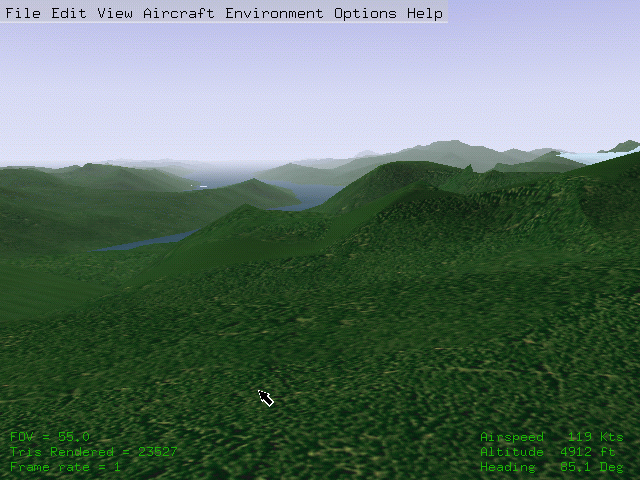 File Edit View Aircraft Environment Options Help
FOV = 55.0
Tris Rendered = 23527
Frame rate = 1
Airspeed 119 Kts
Altitude 4912 Ft
Heading 85.1 Deg